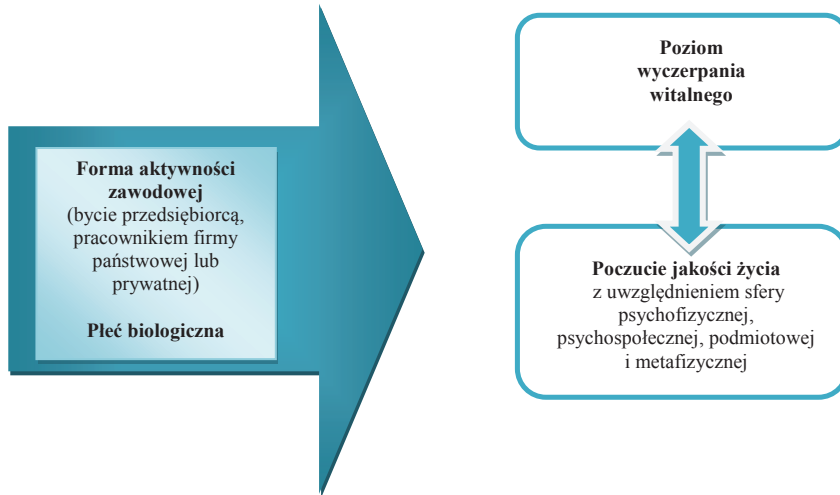 Forma aktywności
zawodowej
(bycie przedsiębiorcą,
pracownikiem firmy
państwowej lub
prywatnej)
Płeć biologiczna
Poziom
wyczerpania
witalnego
Poczucie jakości życia
z uwzględnieniem sfery
psychofizycznej,
psychospołecznej, podmiotowej
i metafizycznej